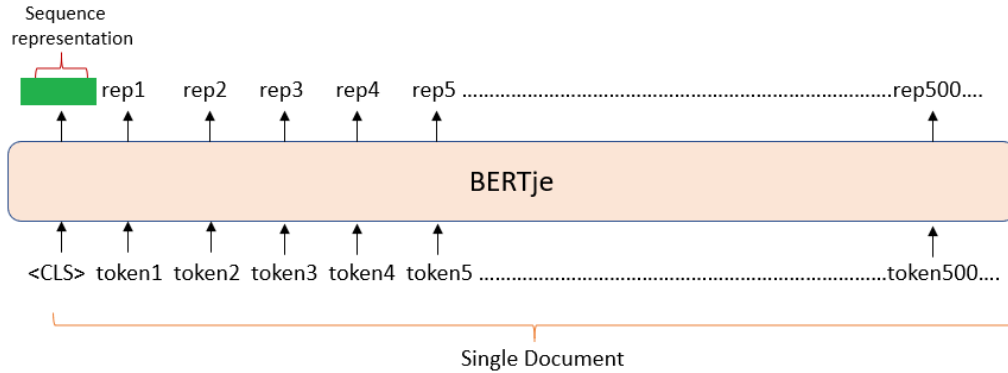 Sequence
representation
rep1 rep2 rep3 rep4 rep5 ............................................................rep500....
BERTje
<CLS> token1 token2 token3 token4 token5 .........................................................token500....
Single Document